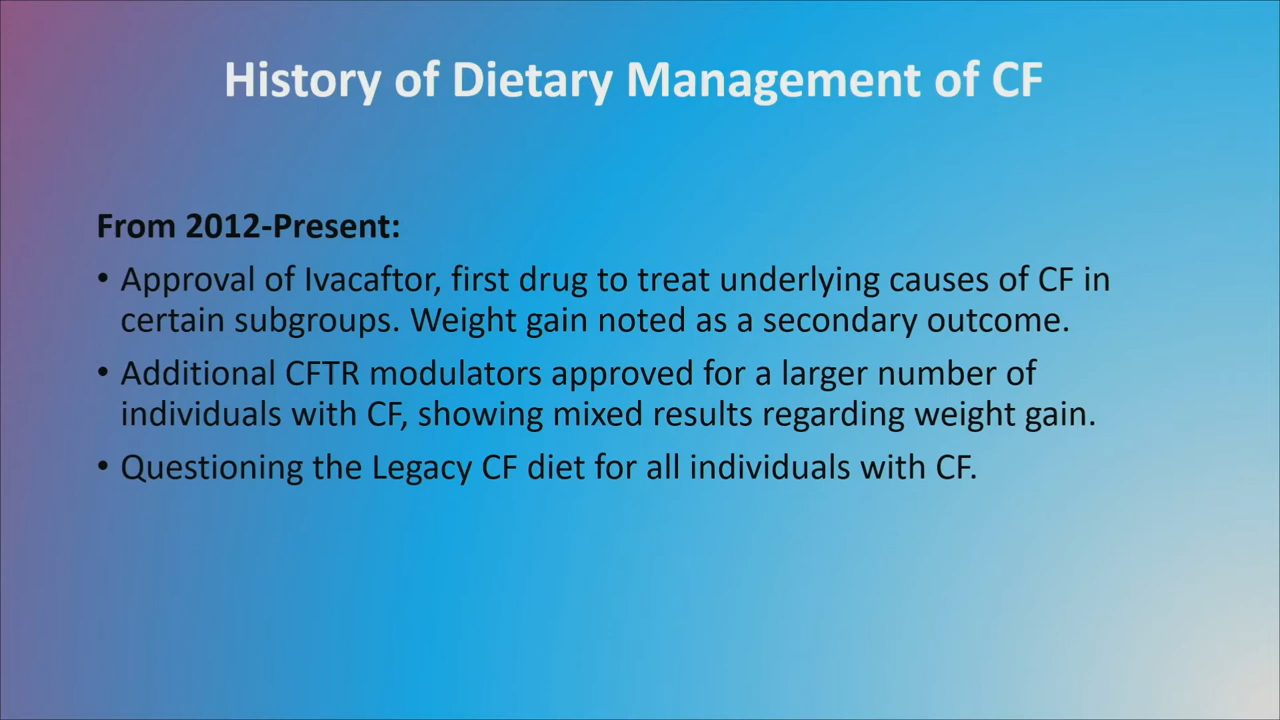 History of Dietary Management of CF
From 2012-Present:
• Approval of Ivacaftor, first drug to treat underlying causes of CF in
certain subgroups. Weight gain noted as a secondary outcome.
• Additional CFTR modulators approved for a larger number of
individuals with CF, showing mixed results regarding weight gain.
• Questioning the Legacy CF diet for all individuals with CF.